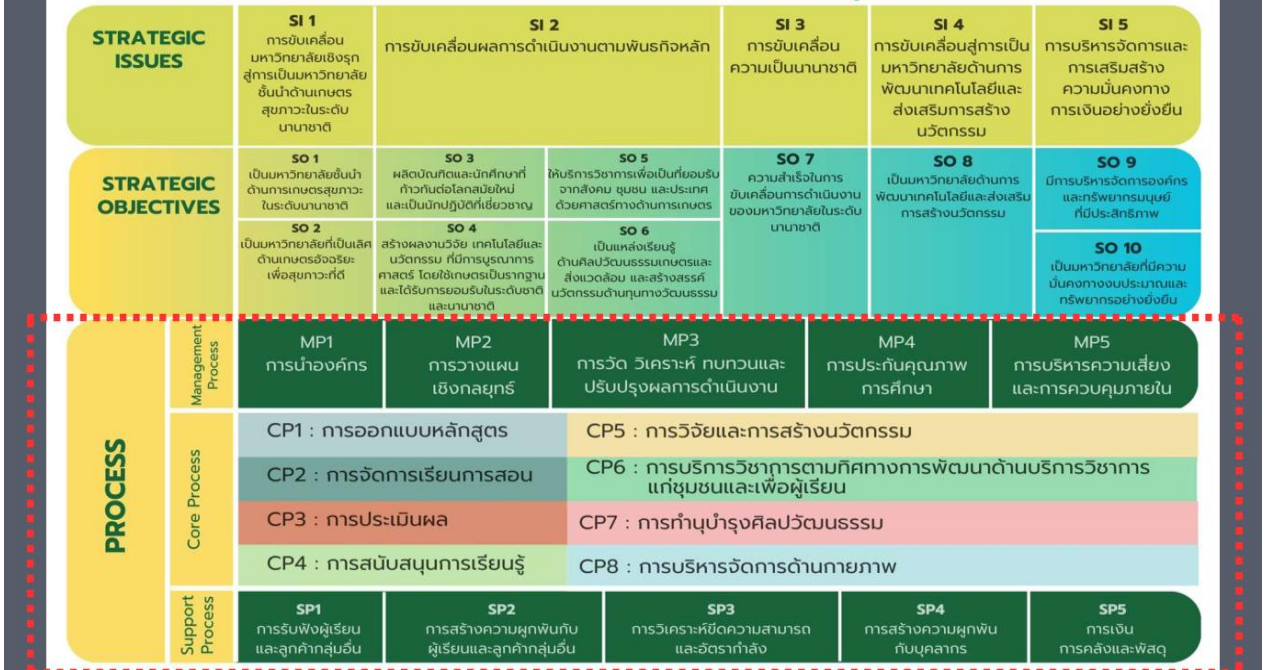 STRATEGIC
ISSUES
SI 1
การขับเคลื่อน
มหาวิทยาลัยเชิงรุก
สู่การเป็นมหาวิทยาลัย
ชั้นนำด้านเกษตร
สุขภาวะในระดับ
นานาชาติ
SI 2
การขับเคลื่อนผลการดำเนินงานตามพันธกิจหลัก
SI 3
การขับเคลื่อน
ความเป็นนานาชาติ
SI 4
การขับเคลื่อนสู่การเป็น
มหาวิทยาลัยด้านการ
พัฒนาเทคโนโลยีและ
ส่งเสริมการสร้าง
นวัตกรรม
SI 5
การบริหารจัดการและ
การเสริมสร้าง
ความมั่นคงทาง
การเงินอย่างยั่งยืน
STRATEGIC
OBJECTIVES
SO 1
เป็นมหาวิทยาลัยชั้นนำ
ด้านการเกษตรสุขภาวะ
ในระดับนานาชาติ
SO 2
เป็นมหาวิทยาลัยที่เป็นเลิศ
ด้านเกษตรอัจฉริยะ
เพื่อสุขภาวะที่ดี
SO 3
ผลิตบัณฑิตและนักศึกษาที่
ก้าวทันต่อโลกสมัยใหม่
และเป็นนักปฏิบัติที่เชี่ยวชาญ
SO 4
สร้างผลงานวิจัย เทคโนโลยีและ
นวัตกรรม ที่มีการบูรณาการ
ศาสตร์ โดยใช้เกษตรเป็นรากฐาน
และได้รับการยอมรับในระดับชาติ
และนานาชาติ
SO 5
ให้บริการวิชาการเพื่อเป็นที่ยอมรับ
จากสังคม ชุมชน และประเทศ
ด้วยศาสตร์ทางด้านการเกษตร
SO 6
เป็นแหล่งเรียนรู้
ด้านศิลปวัฒนธรรมเกษตรและ
สิ่งแวดล้อม และสร้างสรรค์
นวัตกรรมด้านทุนทางวัฒนธรรม
SO 7
ความสำเร็จในการ
ขับเคลื่อนการดำเนินงาน
ของมหาวิทยาลัยในระดับ
นานาชาติ
SO 8
เป็นมหาวิทยาลัยด้านการ
พัฒนาเทคโนโลยีและส่งเสริม
การสร้างนวัตกรรม
SO 9
มีการบริหารจัดการองค์กร
และทรัพยากรมนุษย์
ที่มีประสิทธิภาพ
SO 10
เป็นมหาวิทยาลัยที่มีความ
มั่นคงทางงบประมาณและ
ทรัพยากรอย่างยั่งยืน
PROCESS
Management
Process
MP1
การนำองค์กร
MP2
การวางแผน
เชิงกลยุทธ์
MP3
การวัด วิเคราะห์ ทบทวนและ
ปรับปรุงผลการดำเนินงาน
MP4
การประกันคุณภาพ
การศึกษา
MP5
การบริหารความเสี่ยง
และการควบคุมภายใน
Core Process
CP1 : การออกแบบหลักสูตร
CP2 : การจัดการเรียนการสอน
CP3 : การประเมินผล
CP4 : การสนับสนุนการเรียนรู้
CP5 : การวิจัยและการสร้างนวัตกรรม
CP6 : การบริการวิชาการตามทิศทางการพัฒนาด้านบริการวิชาการ
แก่ชุมชนและเพื่อผู้เรียน
CP7 : การทำนุบำรุงศิลปวัฒนธรรม
CP8 : การบริหารจัดการด้านกายภาพ
Support
Process
SP1
การรับฟังผู้เรียน
และลูกค้ากลุ่มอื่น
SP2
การสร้างความผูกพันกับ
ผู้เรียนและลูกค้ากลุ่มอื่น
SP3
การวิเคราะห์ขีดความสามารถ
และอัตรากำลัง
SP4
การสร้างความผูกพัน
กับบุคลากร
SP5
การเงิน
การคลังและพัสดุ